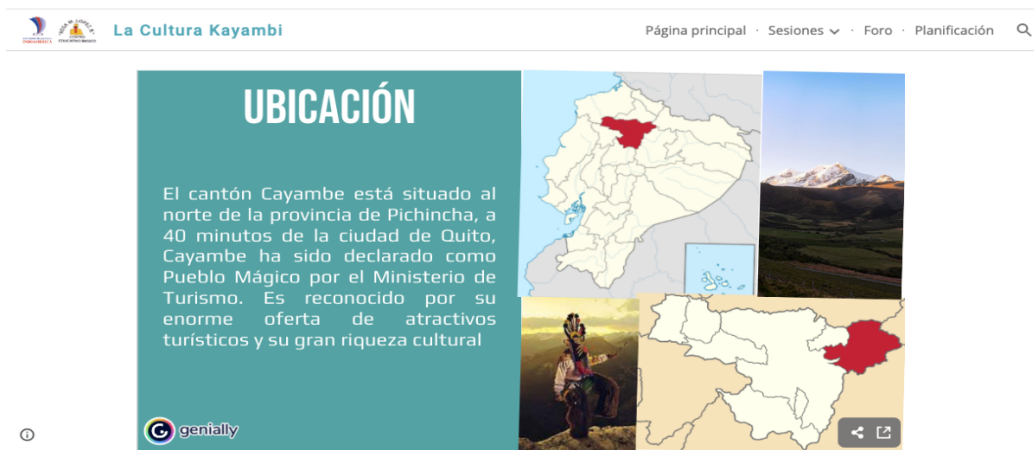 La Cultura Kayambi
Página principal · Sesiones · Foro · Planificación
UBICACIÓN
El cantón Cayambe está situado al
norte de la provincia de Pichincha, a
40 minutos de la ciudad de Quito,
Cayambe ha sido declarado como
Pueblo Mágico por el Ministerio de
Turismo. Es reconocido por su
enorme oferta de atractivos
turísticos y su gran riqueza cultural
G genially